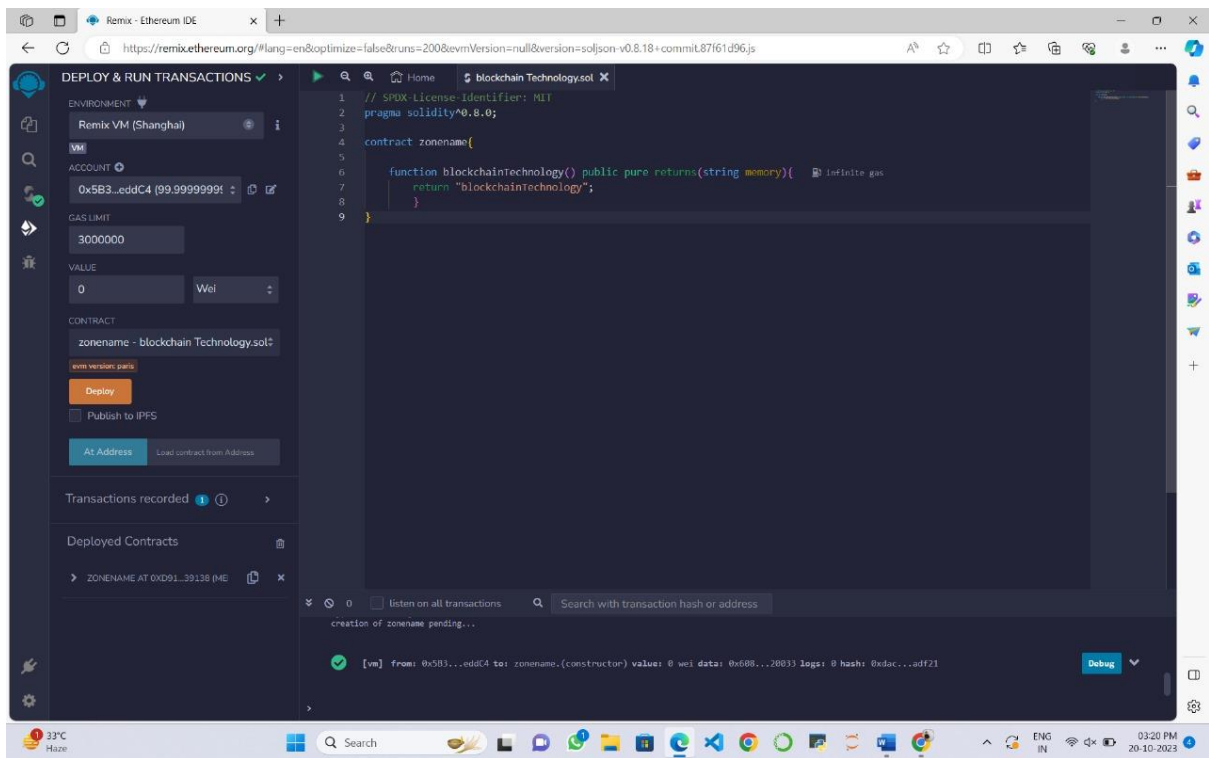 Remix - Ethereum IDE
https://remix.ethereum.org/#lang=en&optimize=false&runs=200&evmVersion=null&version=soljson-v0.8.18+commit.87f61d96.js
DEPLOY & RUN TRANSACTIONS
ENVIRONMENT
Remix VM (Shanghai)
VM
ACCOUNT
0x5B3...eddC4 (99.99999999
GAS LIMIT
3000000
VALUE
0 Wei
CONTRACT
zonename - blockchain Technology.sol
evm version: paris
Deploy
Publish to IPFS
At Address Load contract from Address
Transactions recorded 1
Deployed Contracts
ZONENAME AT 0XD91...39138 (ME
Home blockchain Technology.sol
1 // SPDX-License-Identifier: MIT
2 pragma solidity^0.8.0;
3
4 contract zonename{
5
6 function blockchainTechnology() public pure returns(string memory){ infinite gas
7 return "blockchainTechnology";
8 }
9 }
0 listen on all transactions Search with transaction hash or address
creation of zonename pending...
[vm] from: 0x5B3...eddC4 to: zonename.(constructor) value: 0 wei data: 0x608...20033 logs: 0 hash: 0xdac...adf21
Debug
>
1 33°C
Haze
Search
1
ENG
IN
03:20 PM
20-10-2023
4